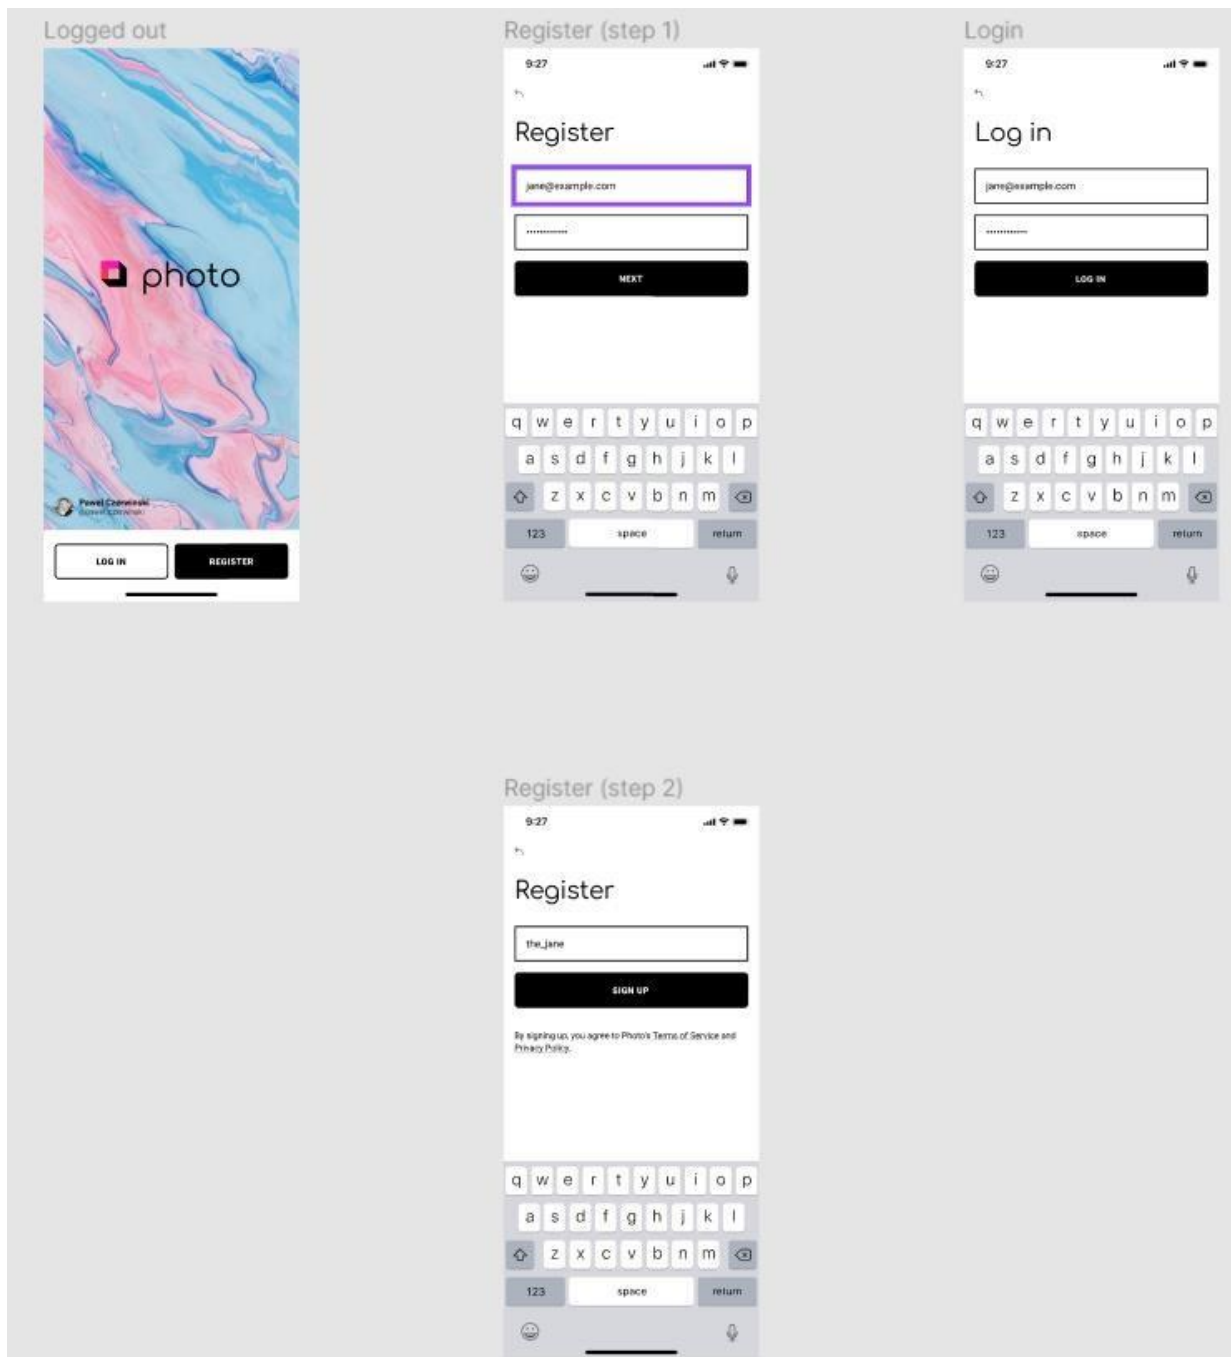 Logged out
photo
Pawel Czerwinski
@pawel_czerwinski
LOG IN
REGISTER
Register (step 1)
9:27
Register
jane@example.com
••••••••••••
NEXT
q w e r t y u i o p
a s d f g h j k l
z x c v b n m
123 space return
Login
9:27
Log in
jane@example.com
••••••••••••
LOG IN
q w e r t y u i o p
a s d f g h j k l
z x c v b n m
123 space return
Register (step 2)
9:27
Register
the_jane
SIGN UP
By signing up, you agree to Photo's Terms of Service and
Privacy Policy.
q w e r t y u i o p
a s d f g h j k l
z x c v b n m
123 space return